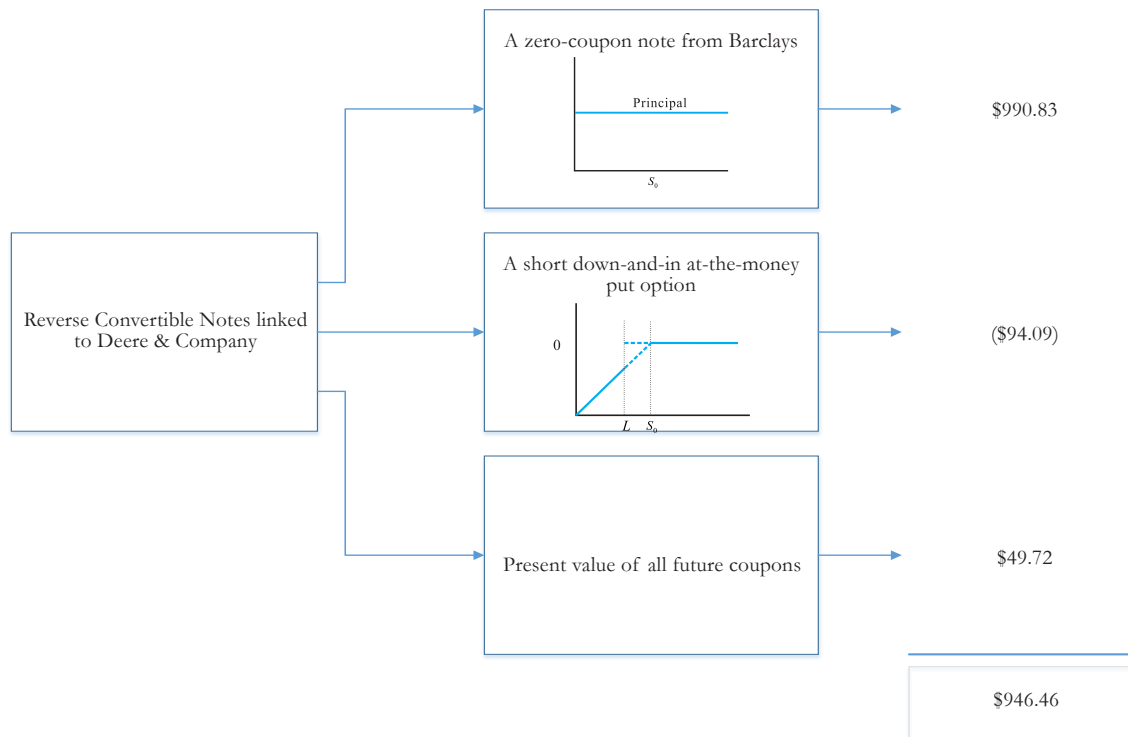 A zero-coupon note from Barclays
Principal
S₀
$990.83
Reverse Convertible Notes linked
to Deere & Company
A short down-and-in at-the-money
put option
0
L S₀
($94.09)
Present value of all future coupons
$49.72
$946.46